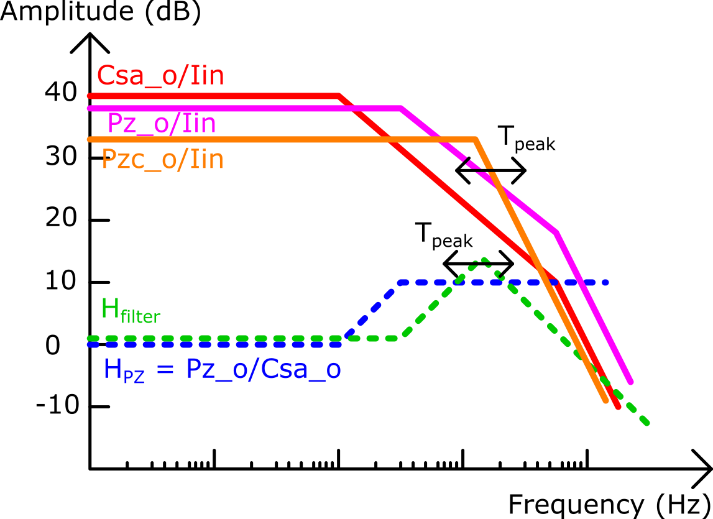 Amplitude (dB)
40
Csa_o/Iin
Pz_o/Iin
30
Pzc_o/Iin
Tpeak
20
Tpeak
10
Hfilter
0
HPZ = Pz_o/Csa_o
-10
Frequency (Hz)